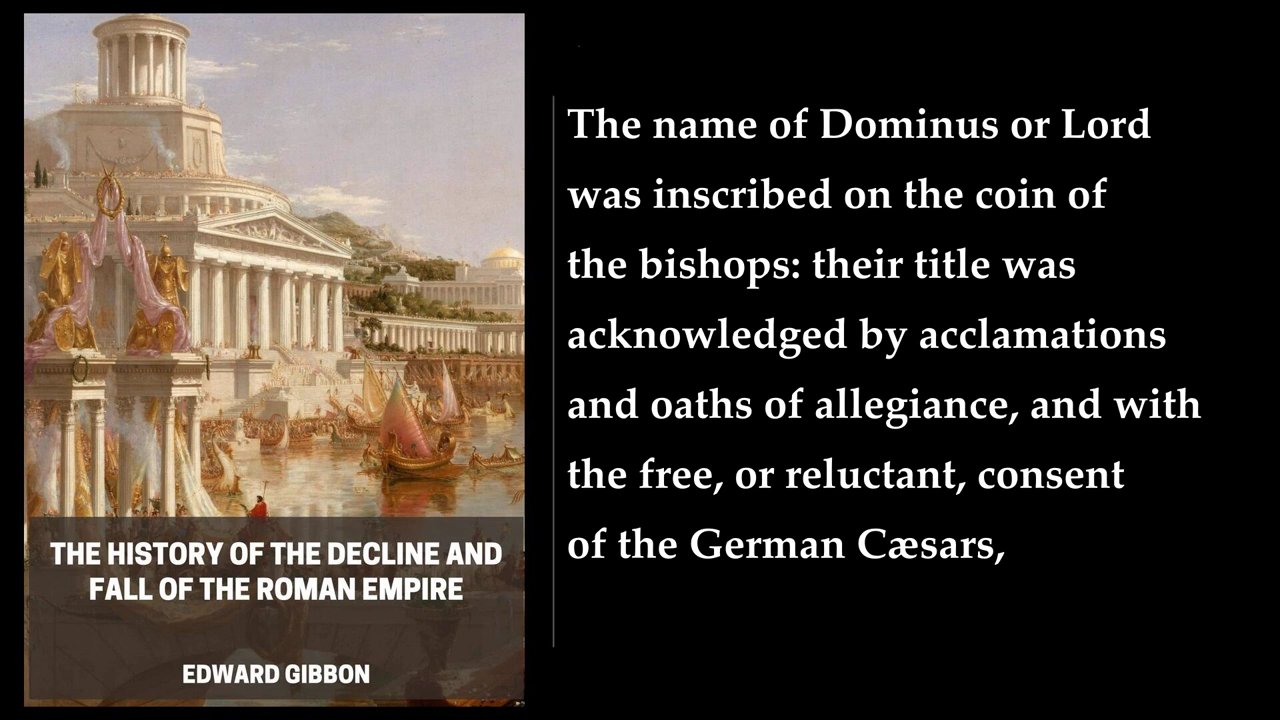 THE HISTORY OF THE DECLINE AND
FALL OF THE ROMAN EMPIRE
EDWARD GIBBON
The name of Dominus or Lord
was inscribed on the coin of
the bishops: their title was
acknowledged by acclamations
and oaths of allegiance, and with
the free, or reluctant, consent
of the German Cæsars,